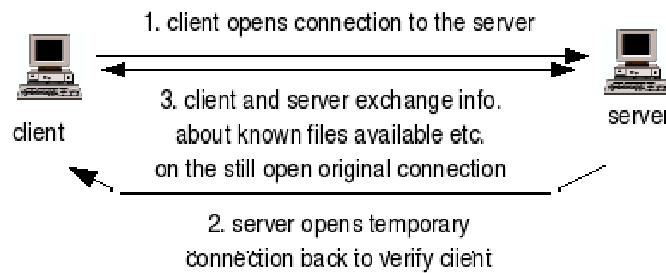 1. client opens connection to the server
client
server
3. client and server exchange info.
about known files available etc.
on the still open original connection
2. server opens temporary
connection back to verify client